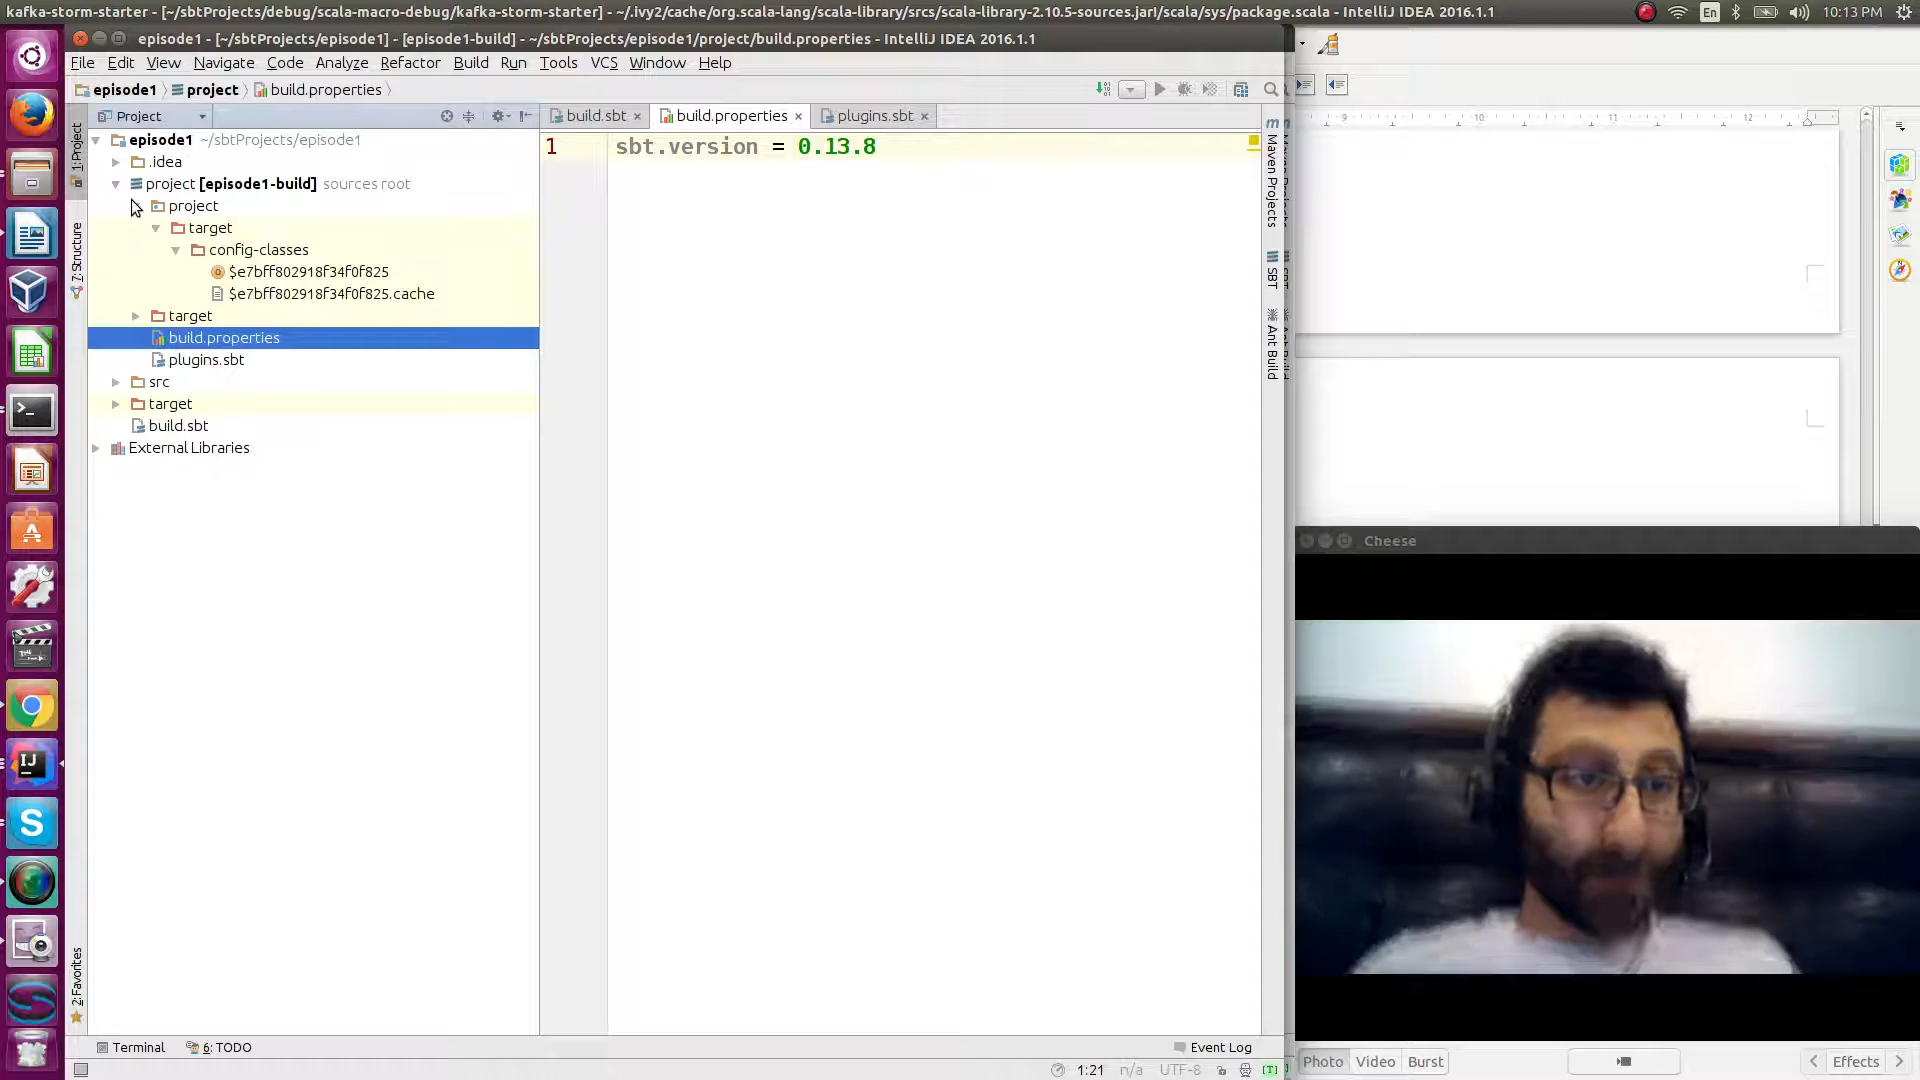 kafka-storm-starter - [~/sbtProjects/debug/scala-macro-debug/kafka-storm-starter] - ~/.ivy2/cache/org.scala-lang/scala-library/srcs/scala-library-2.10.5-sources.jar!/scala/sys/package.scala - IntelliJ IDEA 2016.1.1
En
10:13 PM
episode1 - [~/sbtProjects/episode1] - [episode1-build] - ~/sbtProjects/episode1/project/build.properties - IntelliJ IDEA 2016.1.1
File Edit View Navigate Code Analyze Refactor Build Run Tools VCS Window Help
episode1 project build.properties
Project
build.sbt build.properties plugins.sbt
1: Project
7: Structure
2: Favorites
episode1 ~/sbtProjects/episode1
.idea
project [episode1-build] sources root
project
target
config-classes
$e7bff802918f34f0f825
$e7bff802918f34f0f825.cache
target
build.properties
plugins.sbt
src
target
build.sbt
External Libraries
1 sbt.version = 0.13.8
Maven Projects
SBT
Ant Build
9 10 11 12
Cheese
Photo Video Burst
Effects
Terminal 6: TODO
Event Log
1:21 n/a UTF-8
[T]
IJ